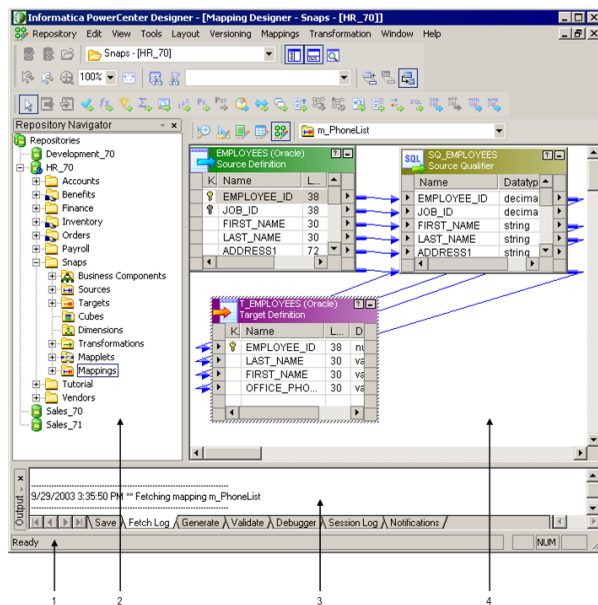 Informatica PowerCenter Designer - [Mapping Designer - Snaps - [HR_70]]
Repository Edit View Tools Layout Versioning Mappings Transformation Window Help
Snaps - [HR_70]
100%
Repository Navigator
m_PhoneList
Repositories
Development_70
HR_70
Accounts
Benefits
Finance
Inventory
Orders
Payroll
Snaps
Business Components
Sources
Targets
Cubes
Dimensions
Transformations
Mapplets
Mappings
Tutorial
Vendors
Sales_70
Sales_71
EMPLOYEES (Oracle)
Source Definition
K Name L...
EMPLOYEE_ID 38
JOB_ID 38
FIRST_NAME 30
LAST_NAME 30
ADDRESS1 72
SQL SQ_EMPLOYEES
Source Qualifier
Name Datatyp
EMPLOYEE_ID decima
JOB_ID decima
FIRST_NAME string
LAST_NAME string
ADDRESS1 string
T_EMPLOYEES (Oracle)
Target Definition
K Name L... D
EMPLOYEE_ID 38 nu
LAST_NAME 30 va
FIRST_NAME 30 va
OFFICE_PHO... 30 va
Output
9/29/2003 3:35:50 PM ** Fetching mapping m_PhoneList
Save Fetch Log Generate Validate Debugger Session Log Notifications
Ready NUM
1 2 3 4